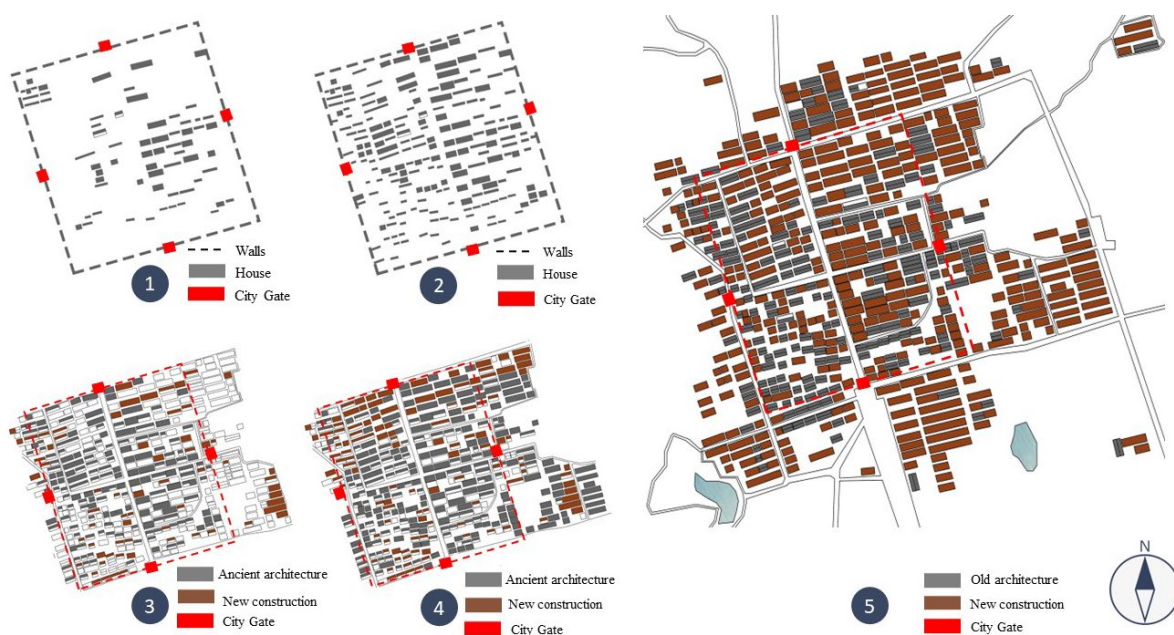 Walls
House
City Gate
1
Walls
House
City Gate
2
Ancient architecture
New construction
City Gate
3
Ancient architecture
New construction
City Gate
4
Old architecture
New construction
City Gate
5
N